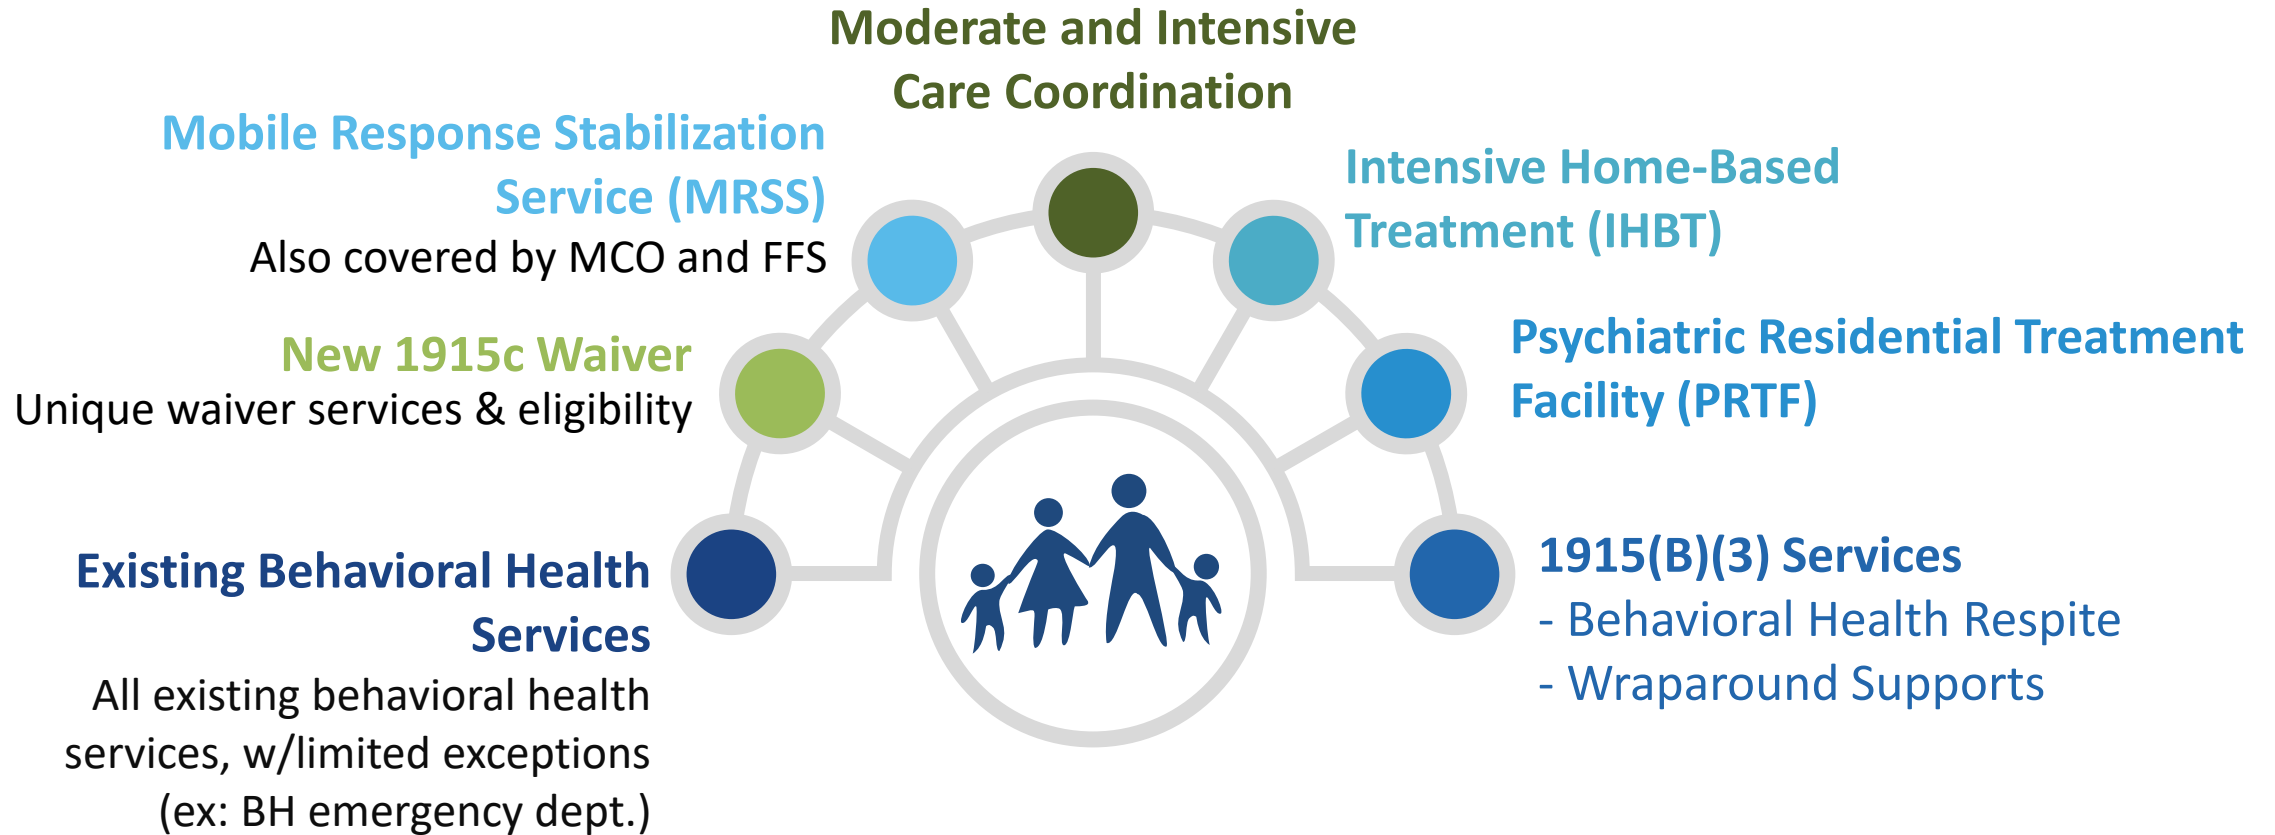 Moderate and Intensive
Care Coordination
Mobile Response Stabilization
Service (MRSS)
Also covered by MCO and FFS
New 1915c Waiver
Unique waiver services & eligibility
Existing Behavioral Health
Services
All existing behavioral health
services, w/limited exceptions
(ex: BH emergency dept.)
Intensive Home-Based
Treatment (IHBT)
Psychiatric Residential Treatment
Facility (PRTF)
1915(B)(3) Services
- Behavioral Health Respite
- Wraparound Supports